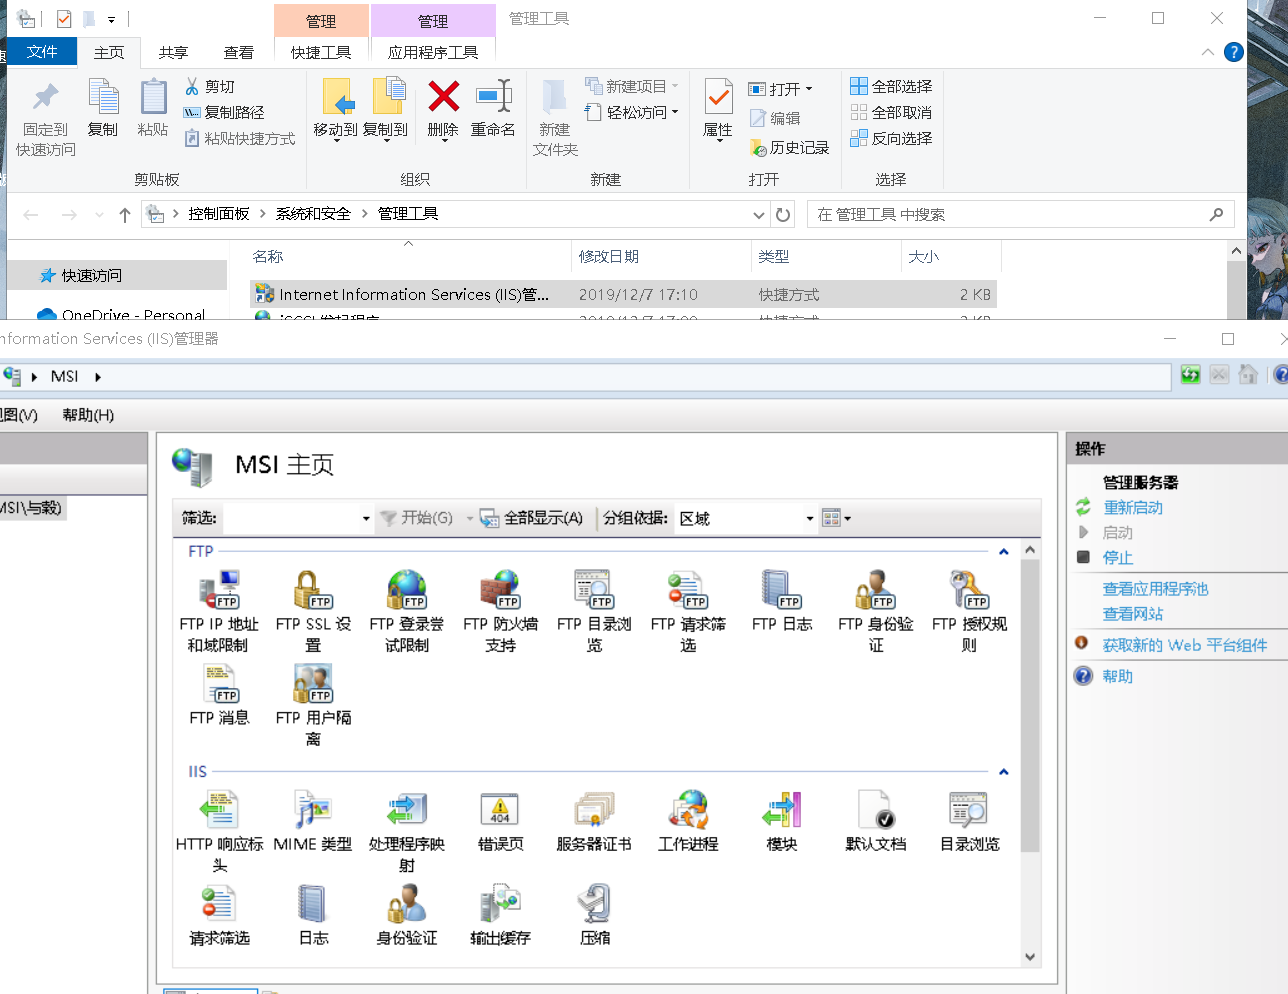 管理 管理 管理工具
文件 主页 共享 查看 快捷工具 应用程序工具
固定到
快速访问
复制
粘贴
剪切
复制路径
粘贴快捷方式
移动到
复制到
删除
重命名
新建
文件夹
新建项目
轻松访问
属性
打开
编辑
历史记录
全部选择
全部取消
反向选择
剪贴板 组织 新建 打开 选择
控制面板 系统和安全 管理工具
在 管理工具 中搜索
名称 修改日期 类型 大小
快速访问
Internet Information Services (IIS)管... 2019/12/7 17:10 快捷方式 2 KB
OneDrive - Personal
nformation Services (IIS)管理器
MSI
图(V) 帮助(H)
MSI\与毅)
MSI 主页
筛选: 开始(G) 全部显示(A) 分组依据: 区域
FTP
FTP IP 地址
和域限制
FTP SSL 设
置
FTP 登录尝
试限制
FTP 防火墙
支持
FTP 目录浏
览
FTP 请求筛
选
FTP 日志
FTP 身份验
证
FTP 授权规
则
FTP 消息
FTP 用户隔
离
IIS
HTTP 响应标
头
MIME 类型
处理程序映
射
404
错误页
服务器证书
工作进程
模块
默认文档
目录浏览
请求筛选
日志
身份验证
输出缓存
压缩
操作
管理服务器
重新启动
启动
停止
查看应用程序池
查看网站
获取新的 Web 平台组件
帮助